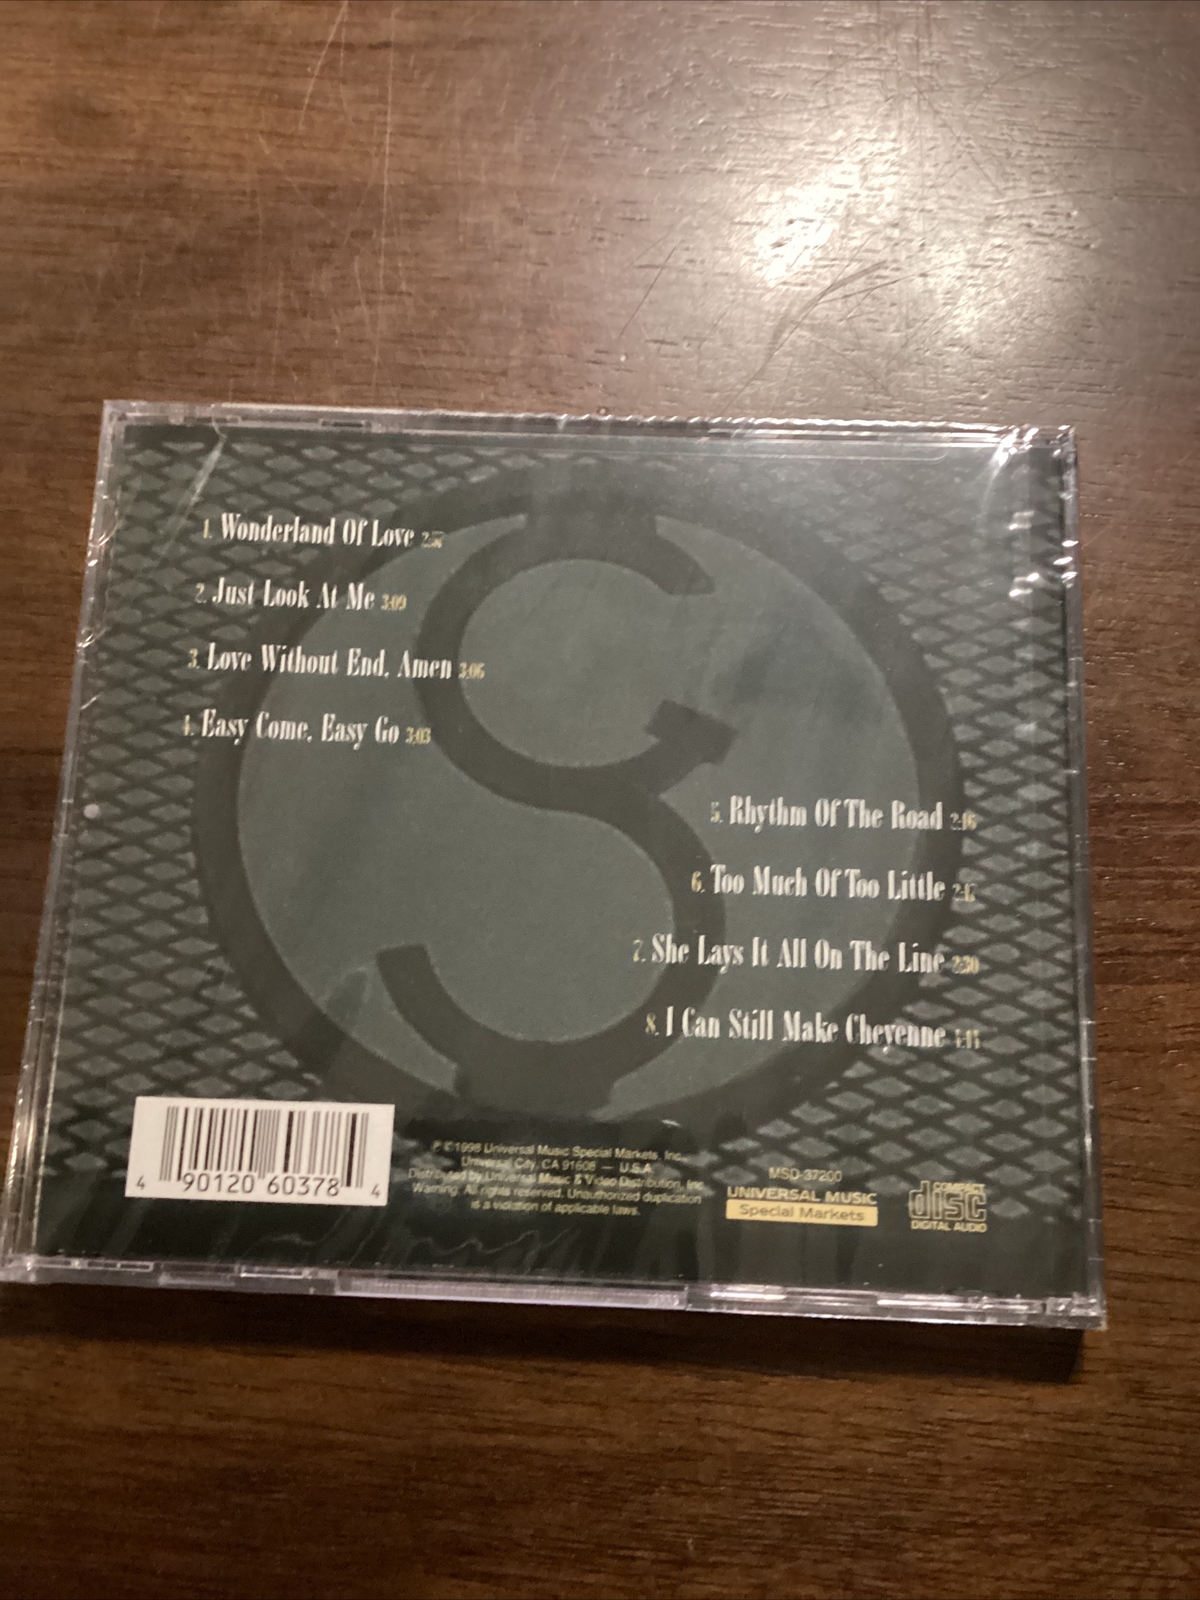 1. Wonderland Of Love
2. Just Look At Me 3:09
3. Love Without End, Amen 3:06
4. Easy Come, Easy Go 3:03
5. Rhythm Of The Road 2:16
6. Too Much Of Too Little
7. She Lays It All On The Line 2:30
8. I Can Still Make Cheyenne
4 90120 60378 4
℗ © 1998 Universal Music Special Markets, Inc.,
Universal City, CA 91608 — U.S.A.
Distributed by Universal Music & Video Distribution, Inc.
Warning: All rights reserved. Unauthorized duplication
is a violation of applicable laws.
MSD-37200
UNIVERSAL MUSIC
Special Markets
COMPACT
disc
DIGITAL AUDIO